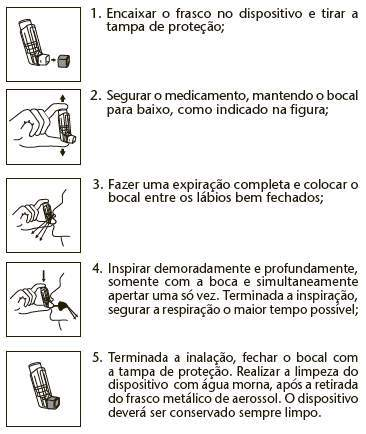 1. Encaixar o frasco no dispositivo e tirar a
tampa de proteção;
2. Segurar o medicamento, mantendo o bocal
para baixo, como indicado na figura;
3. Fazer uma expiração completa e colocar o
bocal entre os lábios bem fechados;
4. Inspirar demoradamente e profundamente,
somente com a boca e simultaneamente
apertar uma só vez. Terminada a inspiração,
segurar a respiração o maior tempo possível;
5. Terminada a inalação, fechar o bocal com
a tampa de proteção. Realizar a limpeza do
dispositivo com água morna, após a retirada
do frasco metálico de aerossol. O dispositivo
deverá ser conservado sempre limpo.